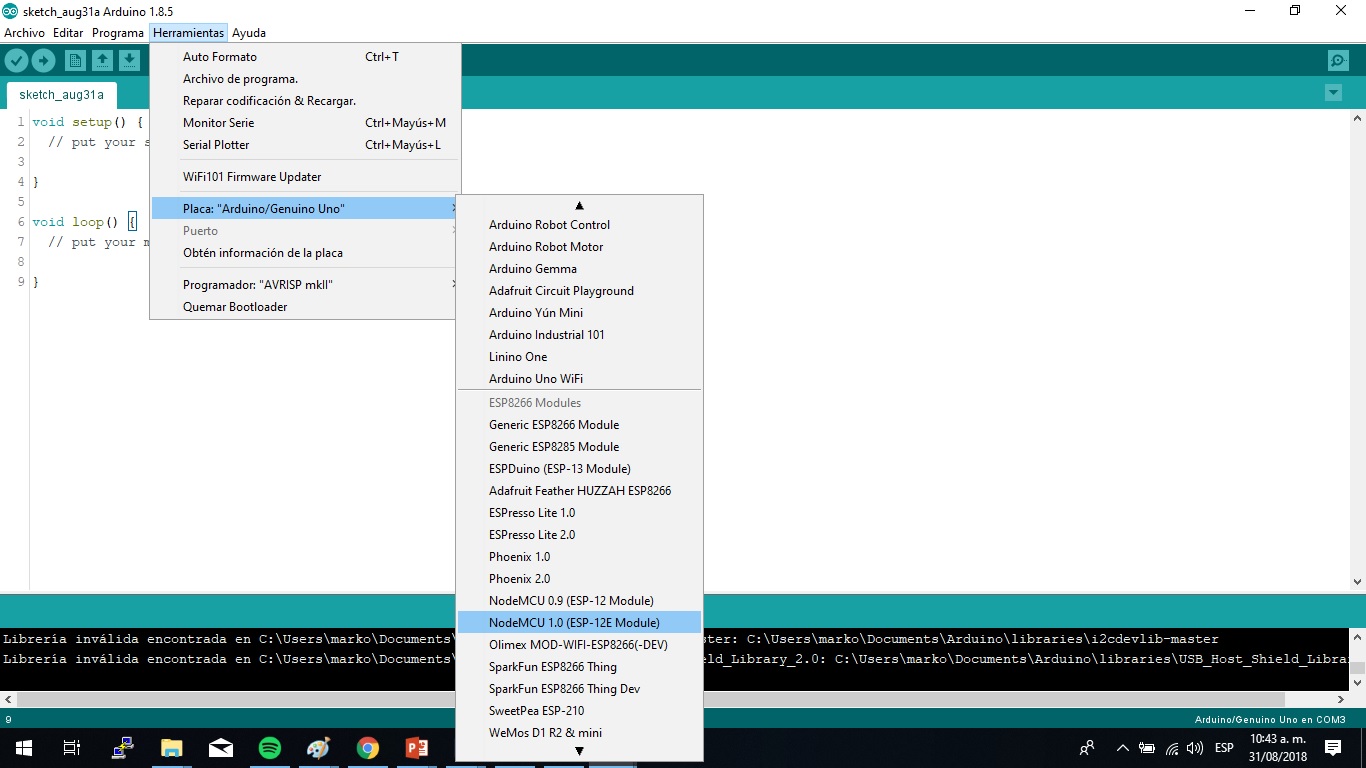 sketch_aug31a Arduino 1.8.5
Archivo Editar Programa Herramientas Ayuda
sketch_aug31a
Auto Formato Ctrl+T
Archivo de programa.
Reparar codificación & Recargar.
Monitor Serie Ctrl+Mayús+M
Serial Plotter Ctrl+Mayús+L
WiFi101 Firmware Updater
Placa: "Arduino/Genuino Uno"
Puerto
Obtén información de la placa
Programador: "AVRISP mkII"
Quemar Bootloader
1 void setup() {
2 // put your s
3
4 }
5
6 void loop() {
7 // put your m
8
9 }
Arduino Robot Control
Arduino Robot Motor
Arduino Gemma
Adafruit Circuit Playground
Arduino Yún Mini
Arduino Industrial 101
Linino One
Arduino Uno WiFi
ESP8266 Modules
Generic ESP8266 Module
Generic ESP8285 Module
ESPDuino (ESP-13 Module)
Adafruit Feather HUZZAH ESP8266
ESPresso Lite 1.0
ESPresso Lite 2.0
Phoenix 1.0
Phoenix 2.0
NodeMCU 0.9 (ESP-12 Module)
NodeMCU 1.0 (ESP-12E Module)
Olimex MOD-WIFI-ESP8266(-DEV)
SparkFun ESP8266 Thing
SparkFun ESP8266 Thing Dev
SweetPea ESP-210
WeMos D1 R2 & mini
Librería inválida encontrada en C:\Users\marko\Documents\ ster: C:\Users\marko\Documents\Arduino\libraries\i2cdevlib-master
Librería inválida encontrada en C:\Users\marko\Documents\ eld_Library_2.0: C:\Users\marko\Documents\Arduino\libraries\USB_Host_Shield_Libra
9 Arduino/Genuino Uno en COM3
ESP
10:43 a. m.
31/08/2018